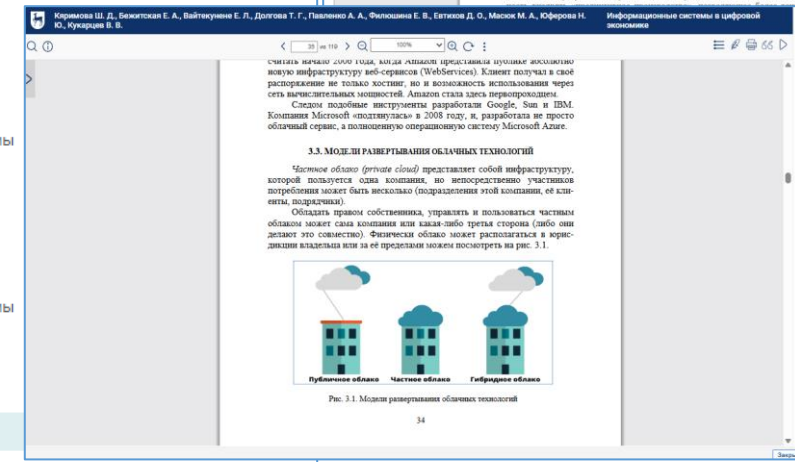 Керимова Ш. Д., Бежитская Е. А., Вайтекунене Е. Л., Долгова Т. Г., Павленко А. А., Филюшина Е. В., Евтихов Д. О., Масюк М. А., Юферова Н. Ю., Кукарцев В. В.
Информационные системы в цифровой экономике
35 из 119
100%
считать начало 2006 года, когда Amazon представила публике абсолютно
новую инфраструктуру веб-сервисов (WebServices). Клиент получал в своё
распоряжение не только хостинг, но и возможность использования через
сеть вычислительных мощностей. Amazon стала здесь первопроходцем.
Следом подобные инструменты разработали Google, Sun и IBM.
Компания Microsoft «подтянулась» в 2008 году, и, разработала не просто
облачный сервис, а полноценную операционную систему Microsoft Azure.
3.3. МОДЕЛИ РАЗВЕРТЫВАНИЯ ОБЛАЧНЫХ ТЕХНОЛОГИЙ
Частное облако (private cloud) представляет собой инфраструктуру,
которой пользуется одна компания, но непосредственно участников
потребления может быть несколько (подразделения этой компании, её кли-
енты, подрядчики).
Обладать правом собственника, управлять и пользоваться частным
облаком может сама компания или какая-либо третья сторона (либо они
делают это совместно). Физически облако может располагаться в юрис-
дикции владельца или за её пределами можем посмотреть на рис. 3.1.
Публичное облако Частное облако Гибридное облако
Рис. 3.1. Модели развертывания облачных технологий
34